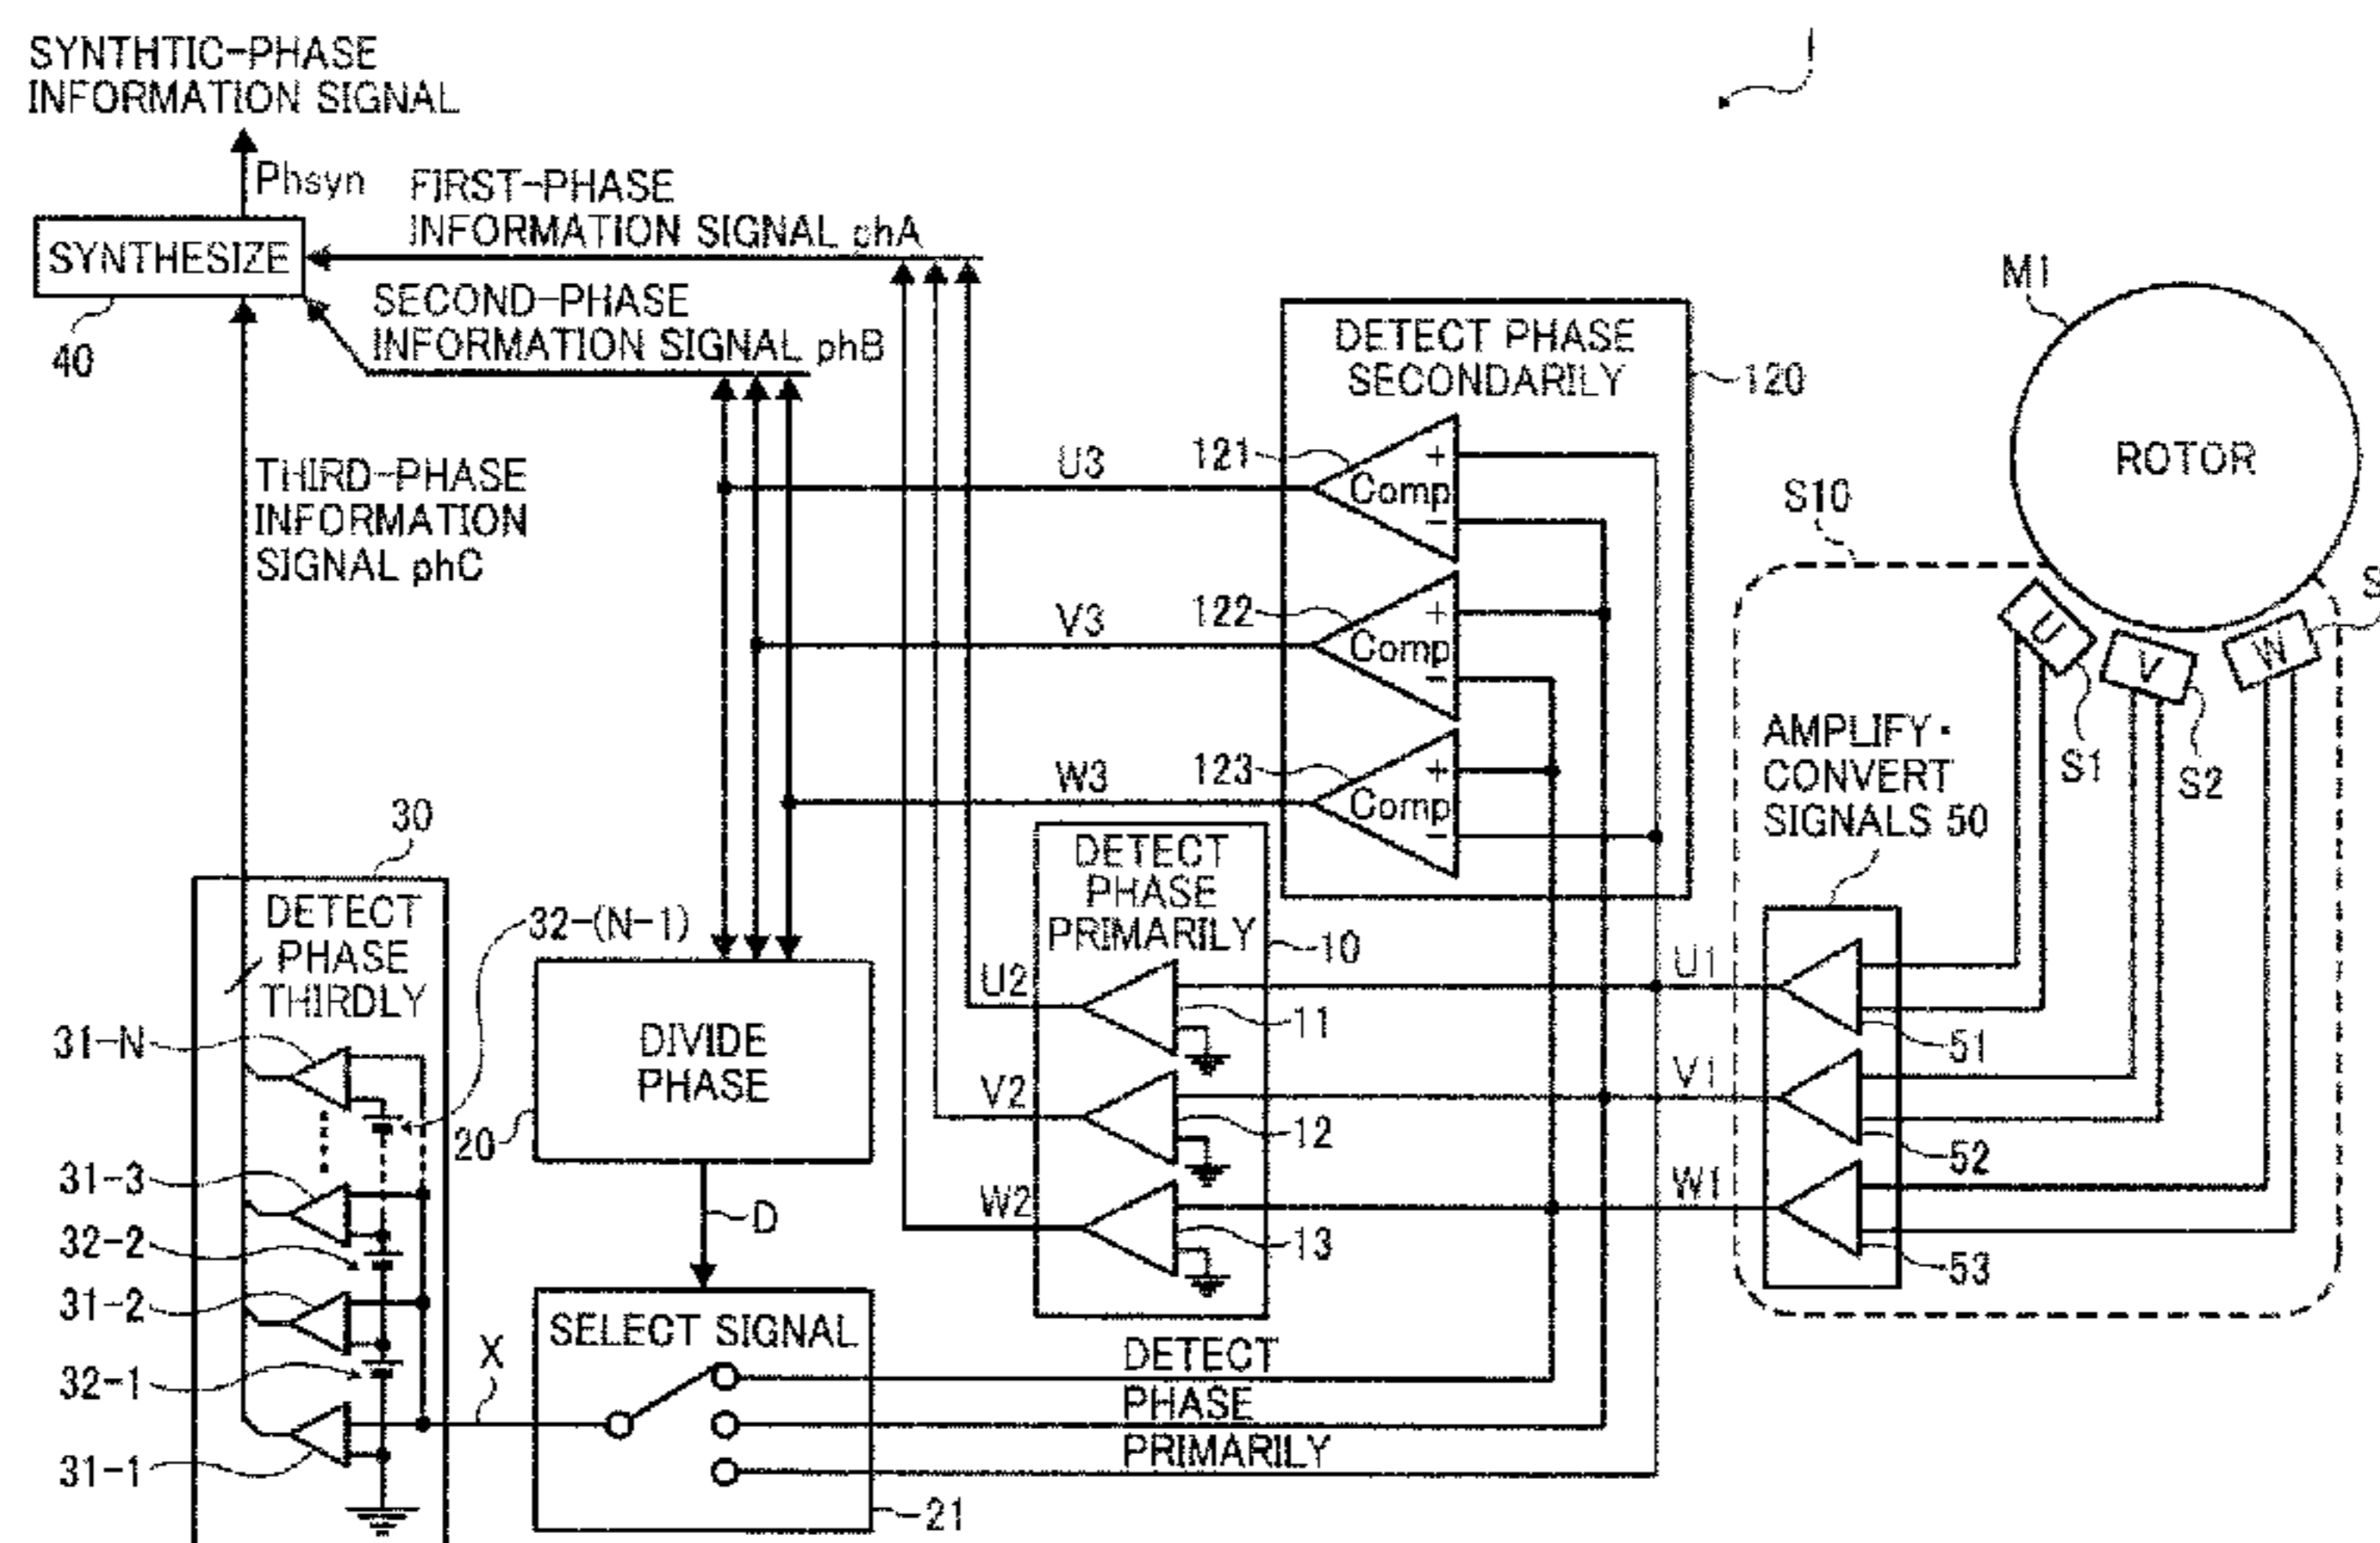 SYNTHTIC-PHASE
INFORMATION SIGNAL
Phsyn
FIRST-PHASE
INFORMATION SIGNAL phA
SYNTHESIZE
40
SECOND-PHASE
INFORMATION SIGNAL phB
THIRD-PHASE
INFORMATION
SIGNAL phC
DETECT PHASE
SECONDARILY
120
121
Comp
+
−
U3
122
Comp
+
−
V3
123
Comp
+
−
W3
M1
ROTOR
S10
U
V
W
S1
S2
AMPLIFY·
CONVERT
SIGNALS 50
51
52
53
U1
V1
W1
DETECT
PHASE
PRIMARILY
10
U2
11
V2
12
W2
13
30
DETECT
PHASE
THIRDLY
32-(N-1)
31-N
31-3
32-2
31-2
32-1
31-1
DIVIDE
PHASE
20
D
SELECT SIGNAL
X
21
DETECT
PHASE
PRIMARILY